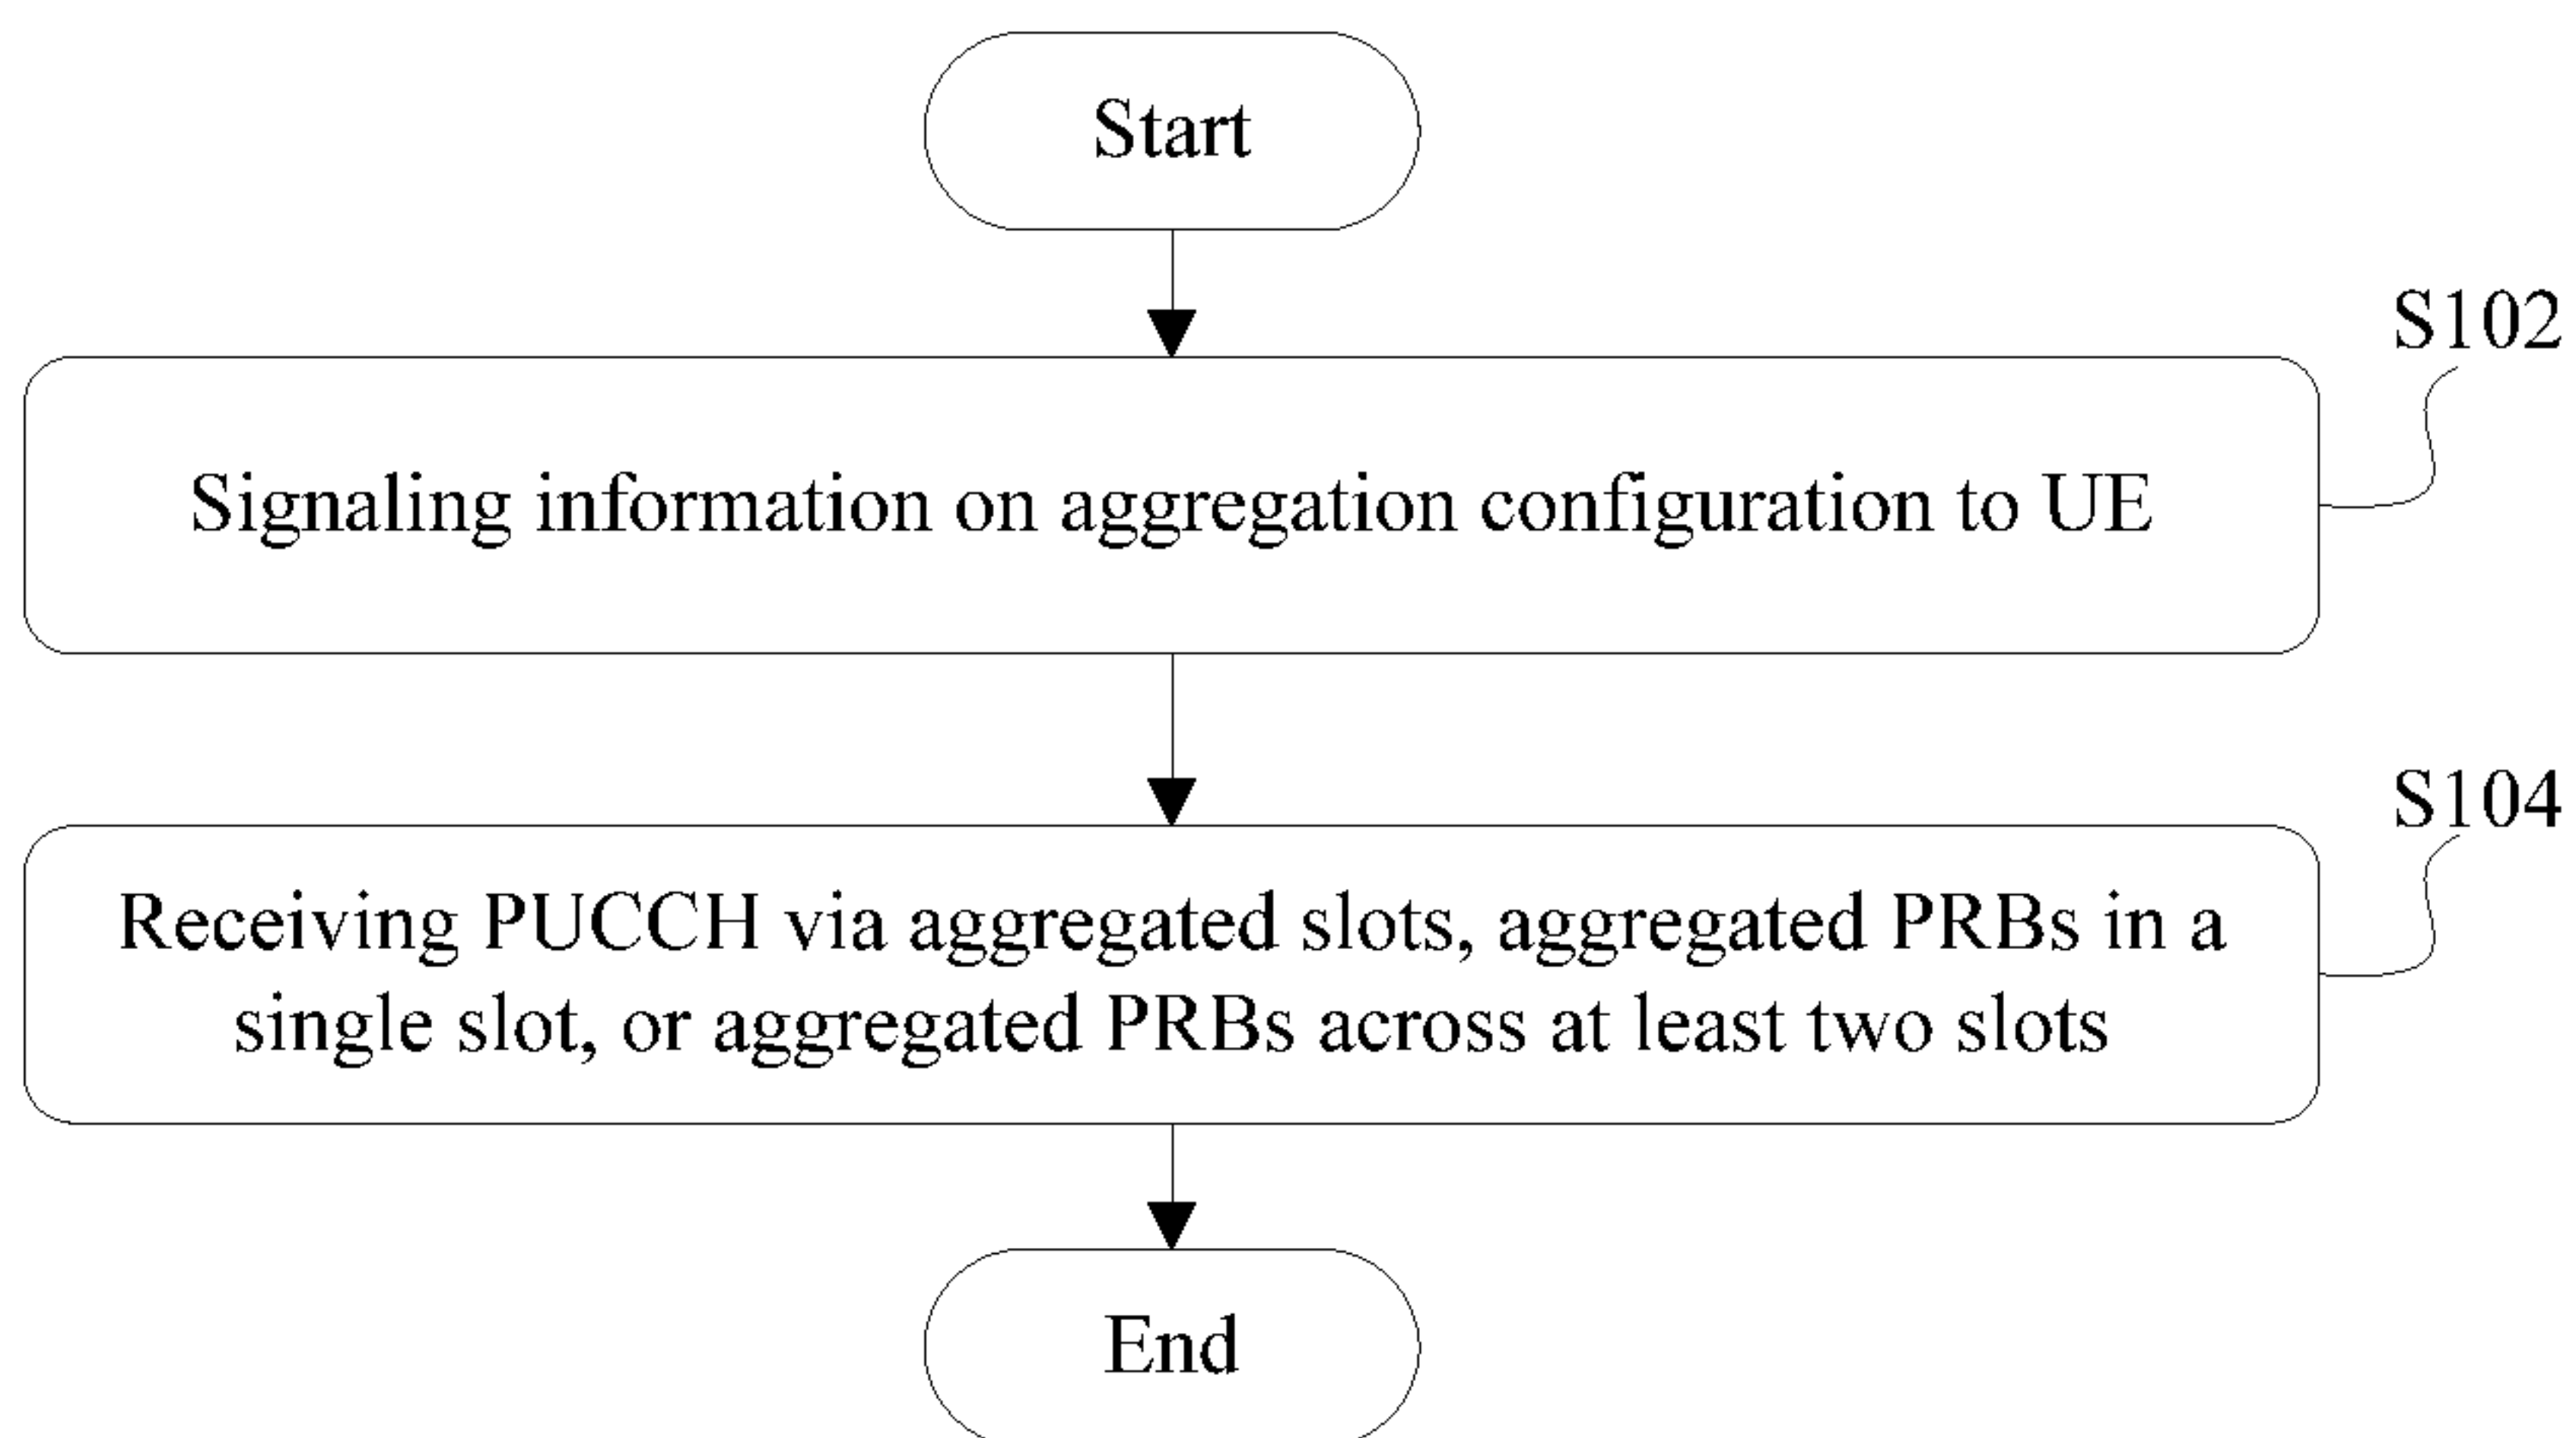 Start
S102
Signaling information on aggregation configuration to UE
S104
Receiving PUCCH via aggregated slots, aggregated PRBs in a
single slot, or aggregated PRBs across at least two slots
End